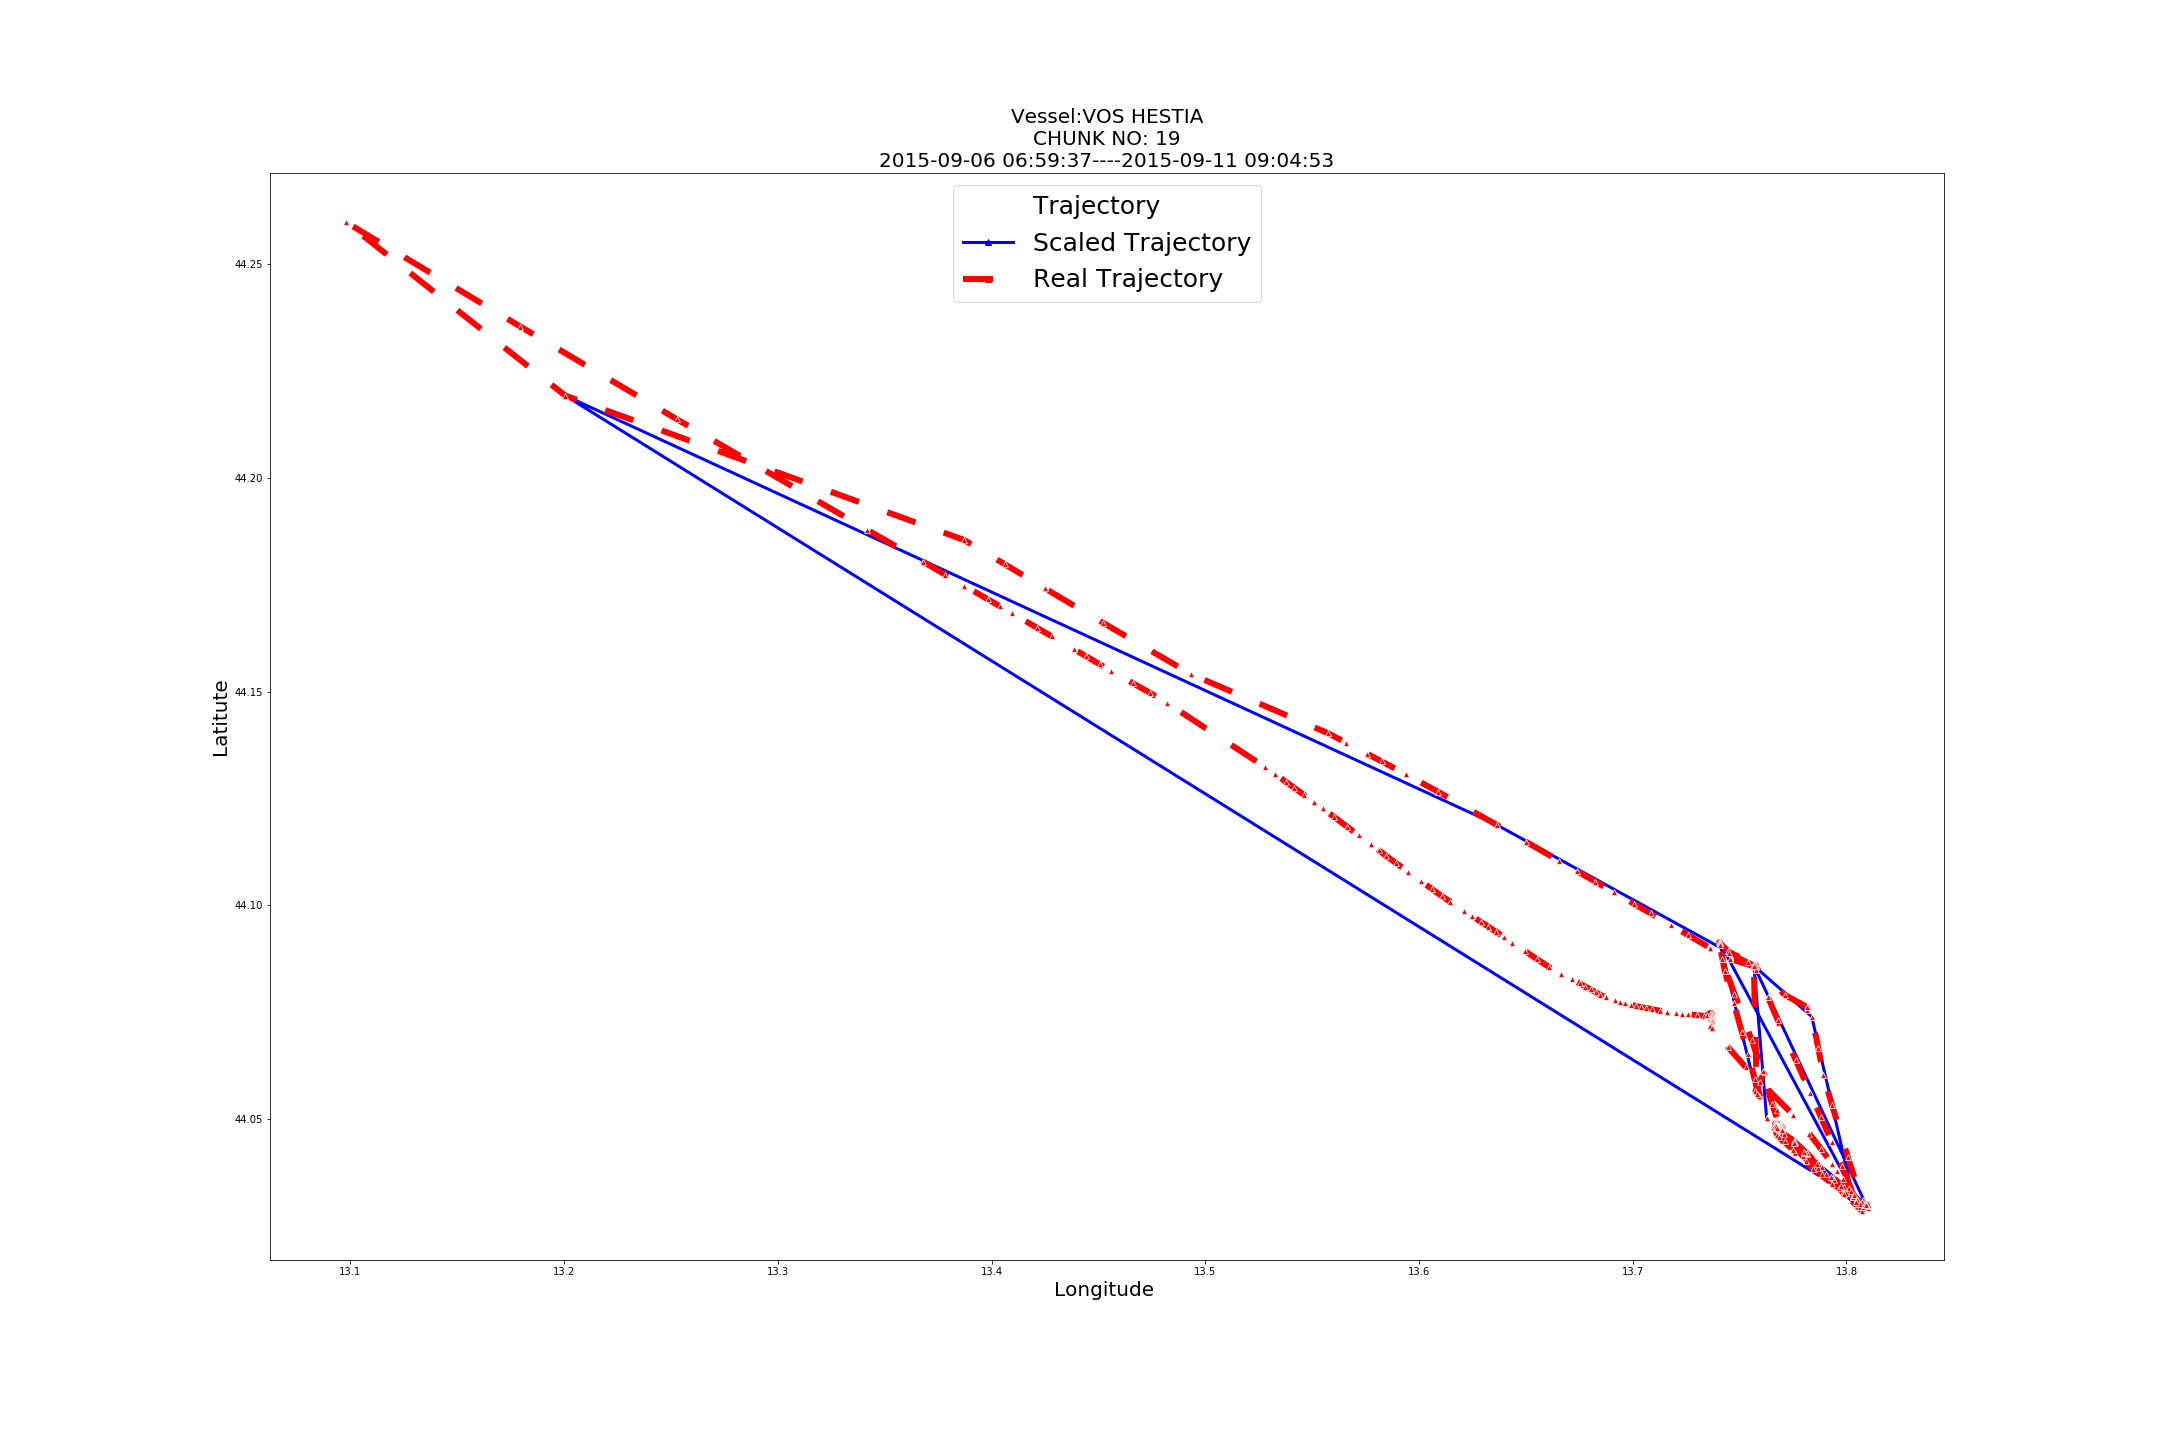 Vessel:VOS HESTIA
CHUNK NO: 19
2015-09-06 06:59:37----2015-09-11 09:04:53
Trajectory
Scaled Trajectory
Real Trajectory
44.25
44.20
44.15
44.10
44.05
Latitute
13.1 13.2 13.3 13.4 13.5 13.6 13.7 13.8
Longitude